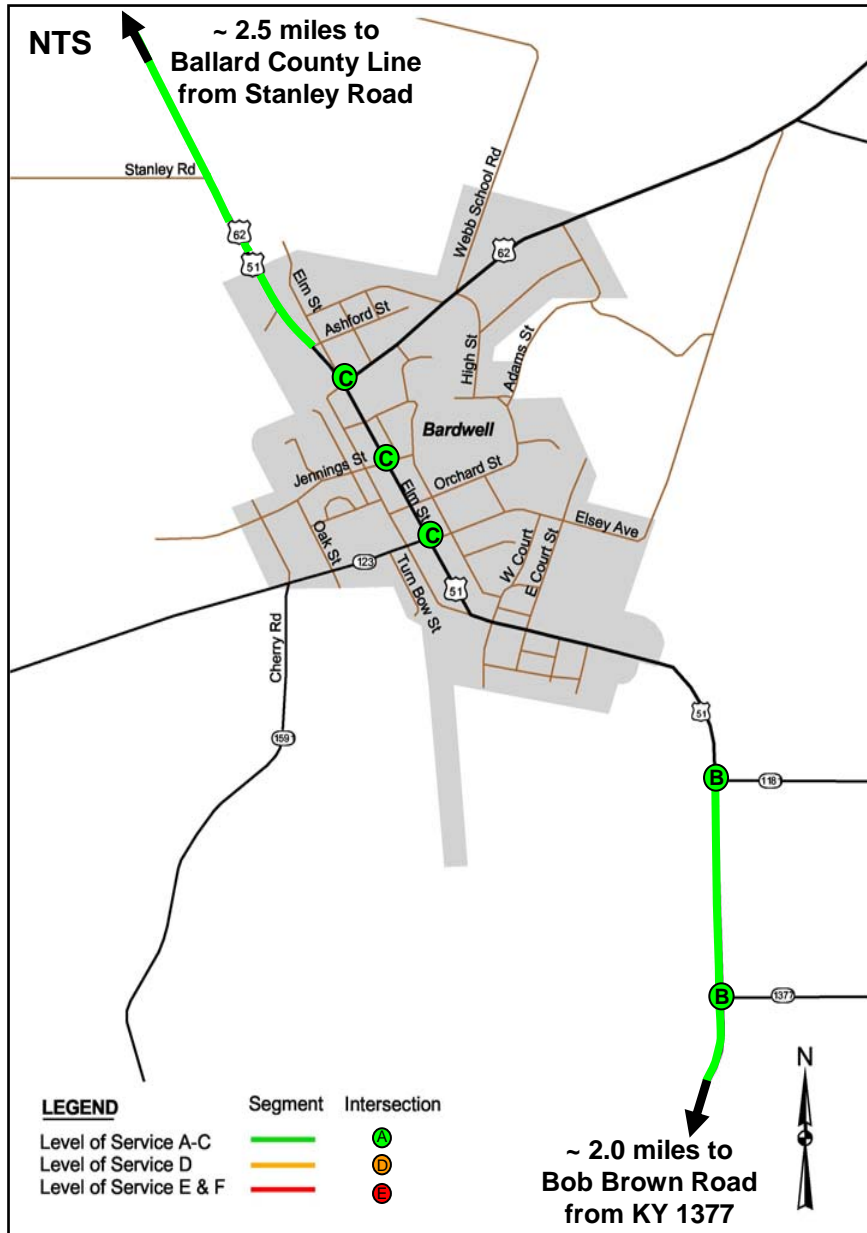 NTS
~ 2.5 miles to
Ballard County Line
from Stanley Road
Stanley Rd
Webb School Rd
62
51
62
Elm St
Ashford St
High St
Adams St
C
Bardwell
C
Jennings St
Orchard St
Elm St
C
Oak St
123
Turn Bow St
W Court
E Court St
Elsey Ave
51
Cherry Rd
1591
51
B
1181
B
1377
N
LEGEND
Segment
Intersection
Level of Service A-C
A
Level of Service D
D
Level of Service E & F
E
~ 2.0 miles to
Bob Brown Road
from KY 1377